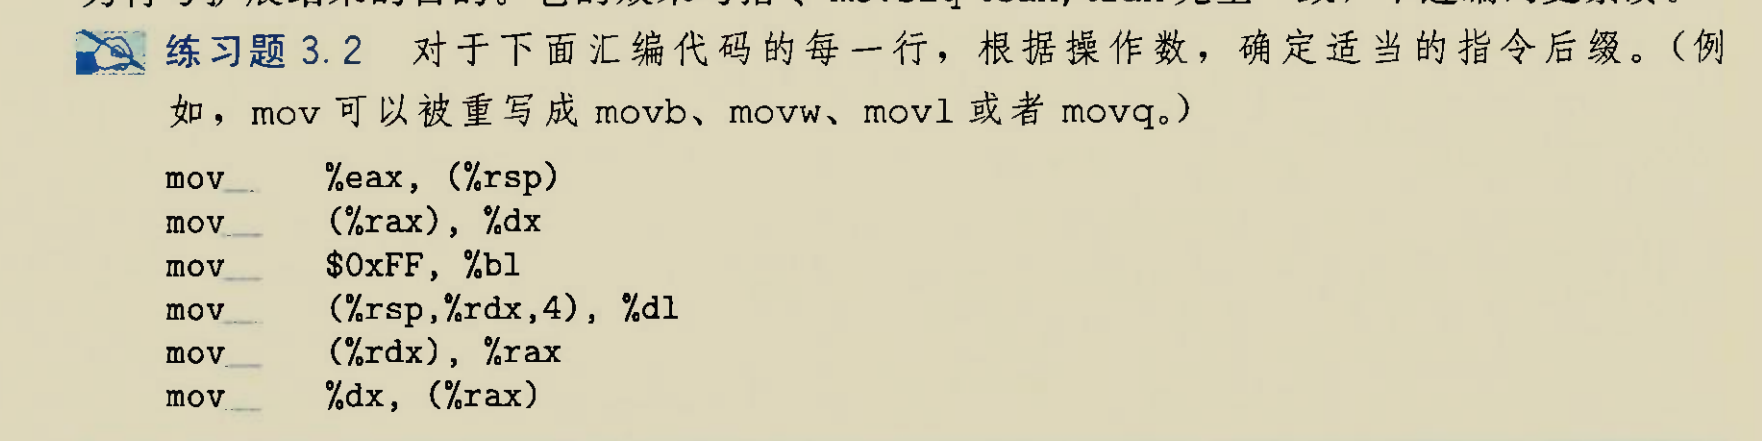 练习题 3.2 对于下面汇编代码的每一行，根据操作数，确定适当的指令后缀。（例
如，mov 可以被重写成 movb、movw、movl 或者 movq。）
mov__ %eax, (%rsp)
mov__ (%rax), %dx
mov__ $0xFF, %bl
mov__ (%rsp,%rdx,4), %dl
mov__ (%rdx), %rax
mov__ %dx, (%rax)